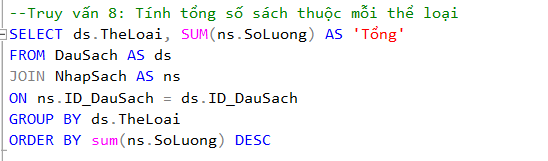 --Truy vấn 8: Tính tổng số sách thuộc mỗi thể loại
SELECT ds.TheLoai, SUM(ns.SoLuong) AS 'Tổng'
FROM DauSach AS ds
JOIN NhapSach AS ns
ON ns.ID_DauSach = ds.ID_DauSach
GROUP BY ds.TheLoai
ORDER BY sum(ns.SoLuong) DESC